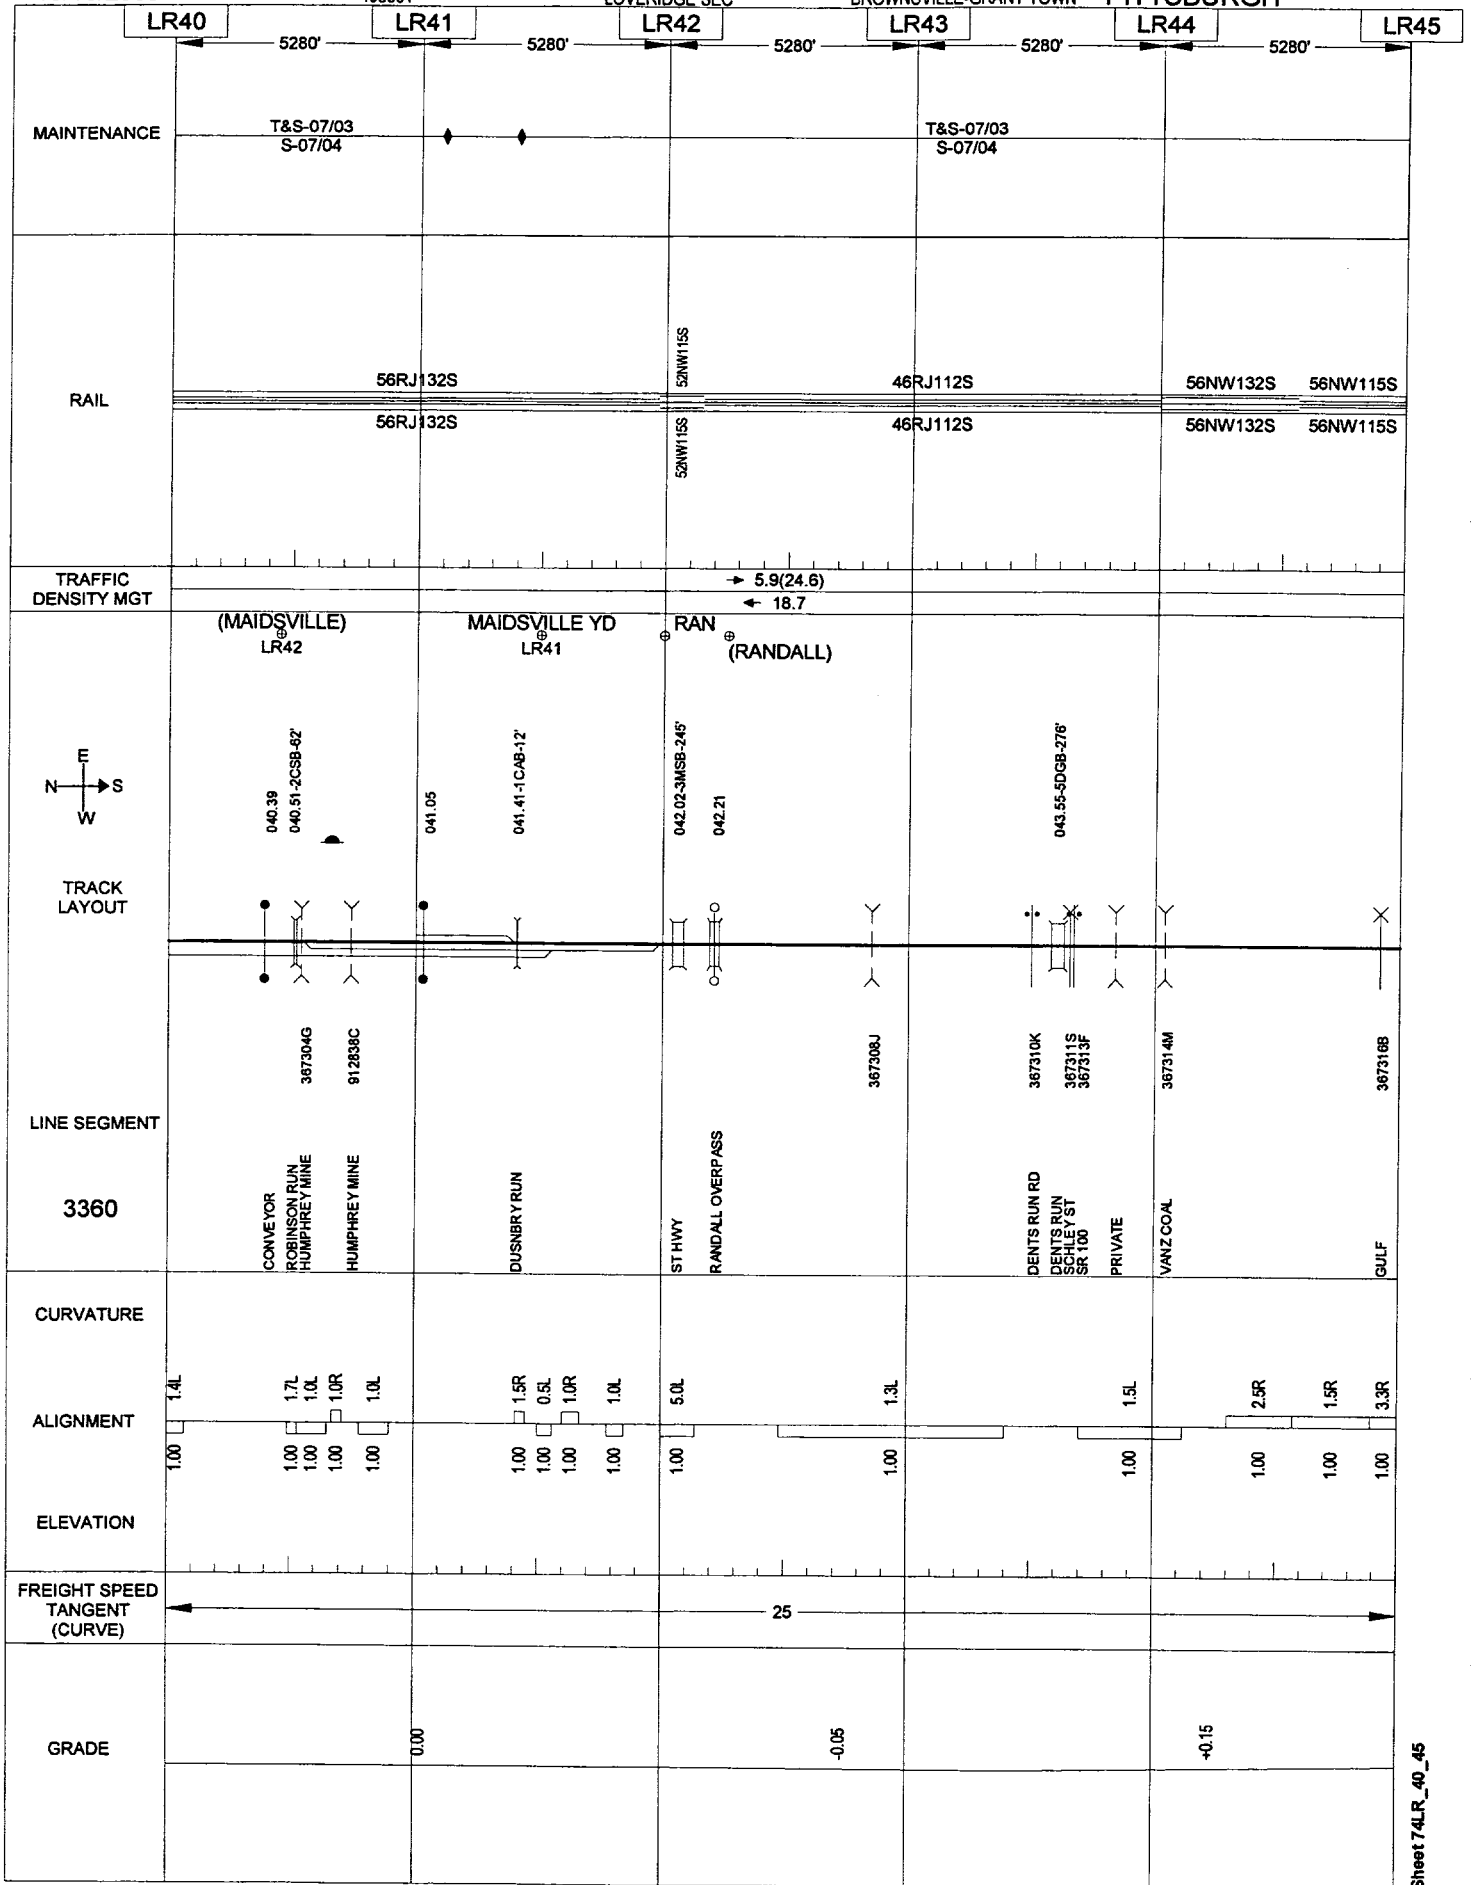 LOVERIDGE SEC
BROWNSVILLE-GRANT TOWN PITTSBURGH
LR40 LR41 LR42 LR43 LR44 LR45
5280' 5280' 5280' 5280' 5280'
MAINTENANCE
T&S-07/03 T&S-07/03
S-07/04 S-07/04
RAIL
56RJ132S 52NW115S 46RJ112S 56NW132S 56NW115S
56RJ132S 52NW115S 46RJ112S 56NW132S 56NW115S
TRAFFIC
DENSITY MGT
→ 5.9(24.6)
← 18.7
(MAIDSVILLE) MAIDSVILLE YD RAN
LR42 LR41 (RANDALL)
E
N S
W
040.39
040.51-2CSB-62'
041.05
041.41-1CAB-12'
042.02-3MSB-245'
042.21
043.55-5DGB-276'
TRACK
LAYOUT
367304G
912838C
367308J
367310K
367311S
367313F
367314M
367316B
LINE SEGMENT
3360
CONVEYOR
ROBINSON RUN
HUMPHREY MINE
HUMPHREY MINE
DUSNBRY RUN
ST HWY
RANDALL OVERPASS
DENTS RUN RD
DENTS RUN
SCHLEY ST
SR 100
PRIVATE
VANZ COAL
GULF
CURVATURE
1.4L 1.7L 1.0L 1.0R 1.0L 1.5R 0.5L 1.0R 1.0L 5.0L 1.3L 1.5L 2.5R 1.5R 3.3R
ALIGNMENT
1.00 1.00 1.00 1.00 1.00 1.00 1.00 1.00 1.00 1.00 1.00 1.00 1.00 1.00 1.00
ELEVATION
FREIGHT SPEED
TANGENT
(CURVE)
25
GRADE
0.00 -0.05 +0.15
Sheet 74LR_40_45